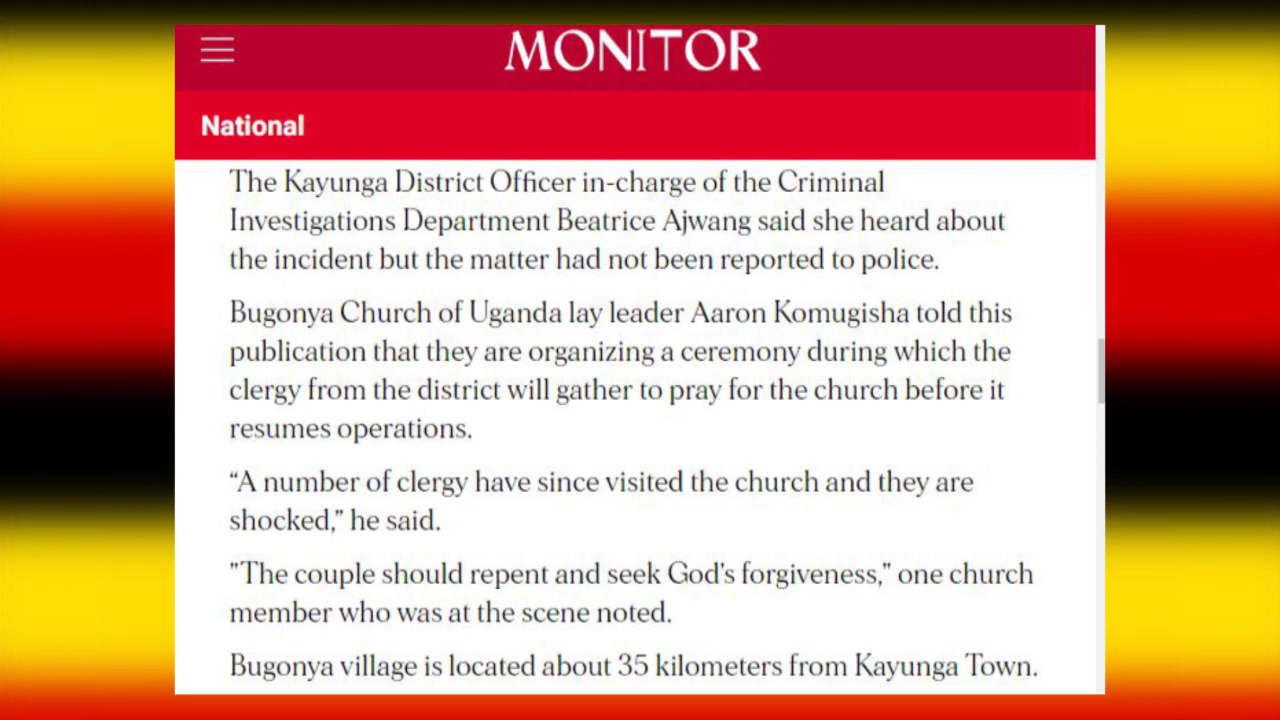 MONITOR
National
The Kayunga District Officer in-charge of the Criminal
Investigations Department Beatrice Ajwang said she heard about
the incident but the matter had not been reported to police.
Bugonya Church of Uganda lay leader Aaron Komugisha told this
publication that they are organizing a ceremony during which the
clergy from the district will gather to pray for the church before it
resumes operations.
“A number of clergy have since visited the church and they are
shocked,” he said.
"The couple should repent and seek God's forgiveness,” one church
member who was at the scene noted.
Bugonya village is located about 35 kilometers from Kayunga Town.